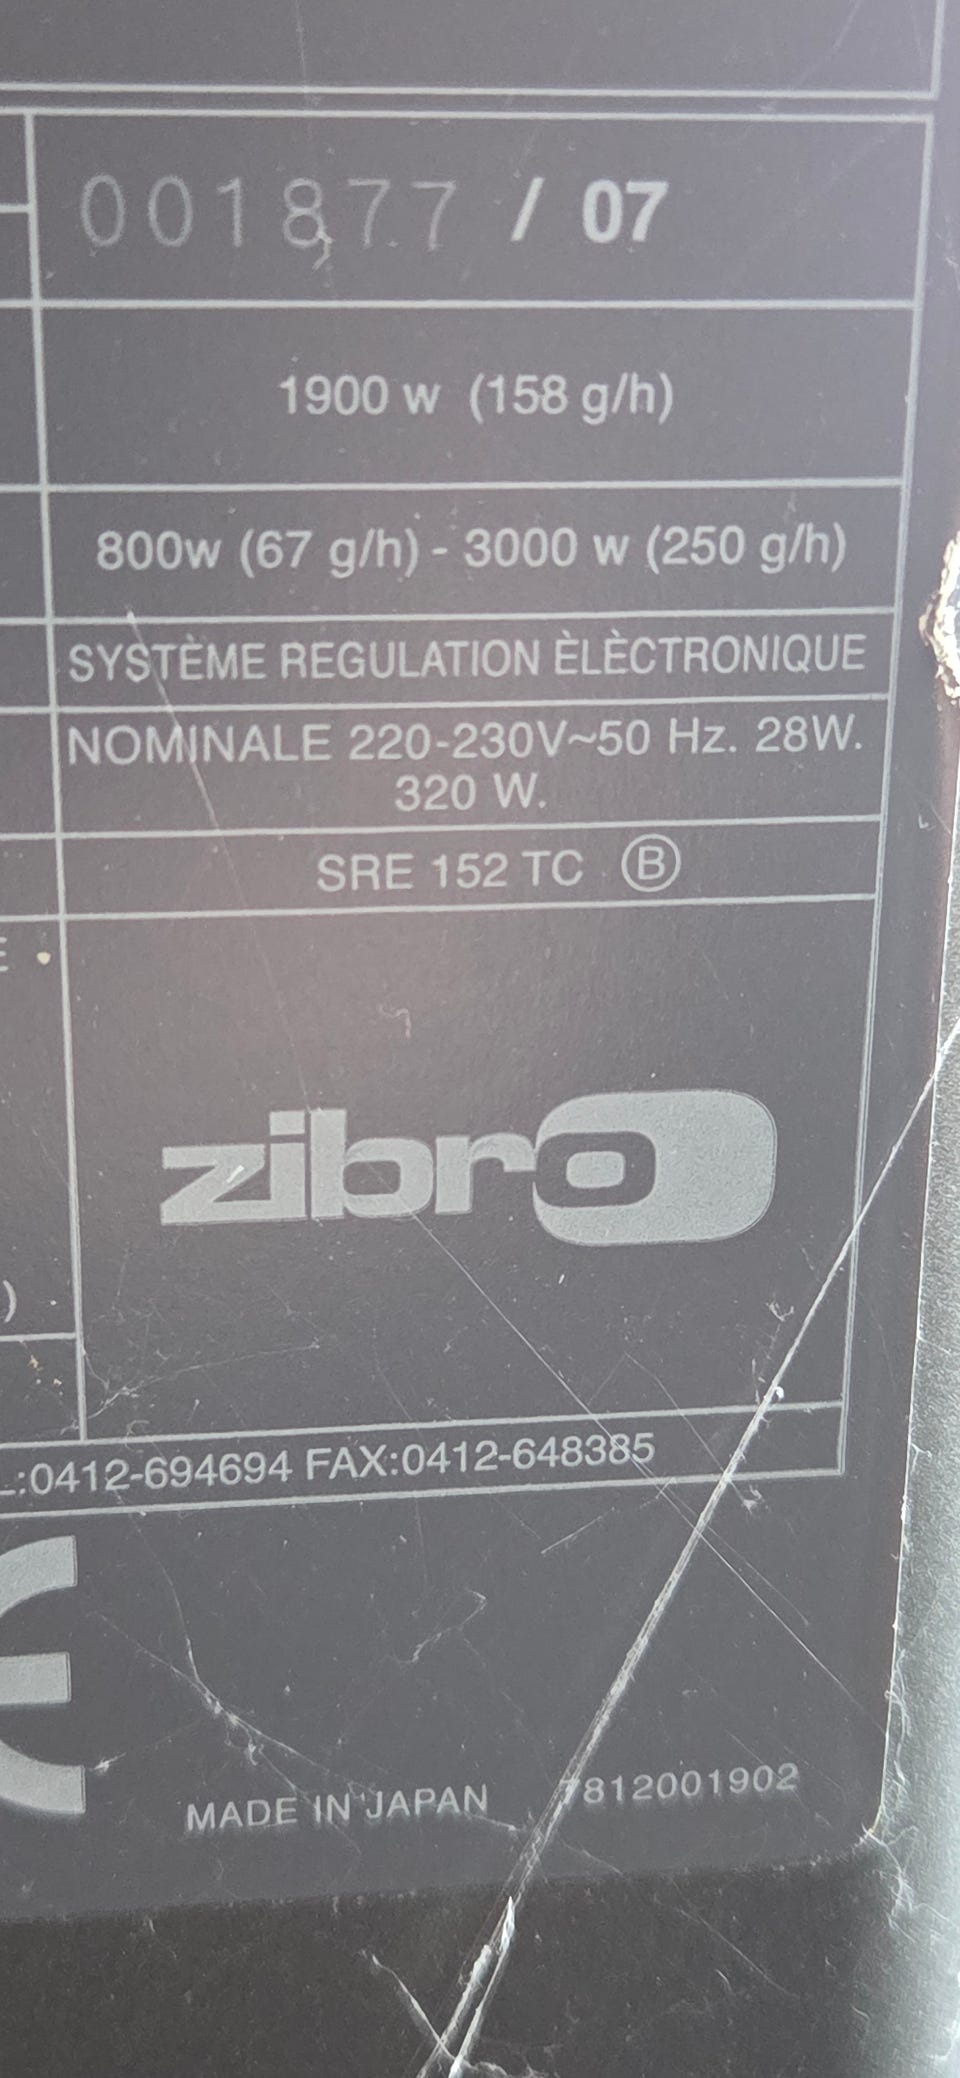 001877 / 07
1900 w (158 g/h)
800w (67 g/h) - 3000 w (250 g/h)
SYSTÈME REGULATION ÈLÈCTRONIQUE
NOMINALE 220-230V~50 Hz. 28W.
320 W.
SRE 152 TC Ⓑ
E
zibro
)
.:0412-694694 FAX:0412-648385
CE
MADE IN JAPAN 7812001902